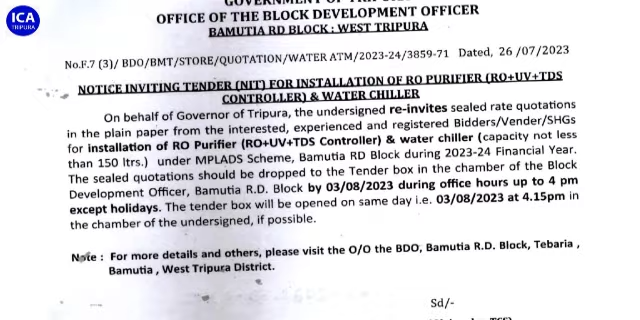 ICA
TRIPURA
OFFICE OF THE BLOCK DEVELOPMENT OFFICER
BAMUTIA RD BLOCK : WEST TRIPURA
No.F.7 (3)/ BDO/BMT/STORE/QUOTATION/WATER ATM/2023-24/3859-71 Dated, 26 /07/2023
NOTICE INVITING TENDER (NIT) FOR INSTALLATION OF RO PURIFIER (RO+UV+TDS
CONTROLLER) & WATER CHILLER
On behalf of Governor of Tripura, the undersigned re-invites sealed rate quotations
in the plain paper from the interested, experienced and registered Bidders/Vender/SHGs
for installation of RO Purifier (RO+UV+TDS Controller) & water chiller (capacity not less
than 150 ltrs.) under MPLADS Scheme, Bamutia RD Block during 2023-24 Financial Year.
The sealed quotations should be dropped to the Tender box in the chamber of the Block
Development Officer, Bamutia R.D. Block by 03/08/2023 during office hours up to 4 pm
except holidays. The tender box will be opened on same day i.e. 03/08/2023 at 4.15pm in
the chamber of the undersigned, if possible.
Note : For more details and others, please visit the O/O the BDO, Bamutia R.D. Block, Tebaria ,
Bamutia , West Tripura District.
Sd/-